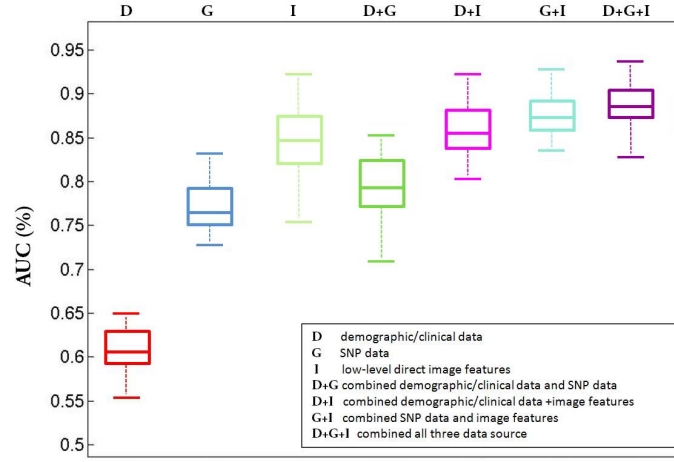 D G I D+G D+I G+I D+G+I
0.95
0.9
0.85
0.8
0.75
0.7
0.65
0.6
0.55
0.5
AUC (%)
D demographic/clinical data
G SNP data
I low-level direct image features
D+G combined demographic/clinical data and SNP data
D+I combined demographic/clinical data +image features
G+I combined SNP data and image features
D+G+I combined all three data source